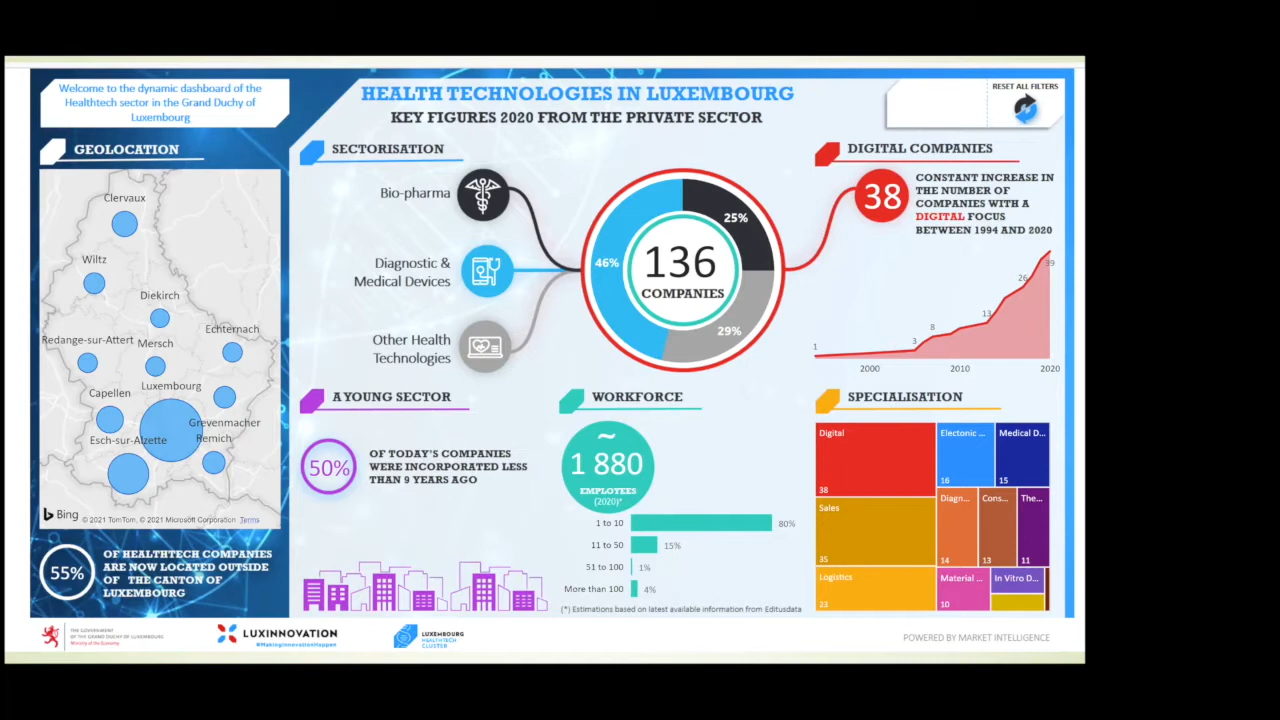 Welcome to the dynamic dashboard of the
Healthtech sector in the Grand Duchy of
Luxembourg
HEALTH TECHNOLOGIES IN LUXEMBOURG
KEY FIGURES 2020 FROM THE PRIVATE SECTOR
RESET ALL FILTERS
GEOLOCATION
Clervaux
Wiltz
Diekirch
Echternach
Redange-sur-Attert
Mersch
Luxembourg
Capellen
Grevenmacher
Esch-sur-Alzette
Remich
Bing
© 2021 TomTom, © 2021 Microsoft Corporation Terms
55%
OF HEALTHTECH COMPANIES
ARE NOW LOCATED OUTSIDE
OF THE CANTON OF
LUXEMBOURG
SECTORISATION
Bio-pharma
Diagnostic &
Medical Devices
Other Health
Technologies
25%
46%
29%
136
COMPANIES
DIGITAL COMPANIES
38
CONSTANT INCREASE IN
THE NUMBER OF
COMPANIES WITH A
DIGITAL FOCUS
BETWEEN 1994 AND 2020
1
3
8
13
26
39
2000
2010
2020
A YOUNG SECTOR
50%
OF TODAY'S COMPANIES
WERE INCORPORATED LESS
THAN 9 YEARS AGO
WORKFORCE
~
1 880
EMPLOYEES
(2020)*
1 to 10
80%
11 to 50
15%
51 to 100
1%
More than 100
4%
(*) Estimations based on latest available information from Editusdata
SPECIALISATION
Digital
38
Sales
35
Logistics
23
Electonic ...
16
Medical D...
15
Diagn...
14
Cons...
13
The...
11
Material ...
10
In Vitro D...
THE GOVERNMENT
OF THE GRAND DUCHY OF LUXEMBOURG
Ministry of the Economy
LUXINNOVATION
#MakingInnovationHappen
LUXEMBOURG
HEALTHTECH
CLUSTER
POWERED BY MARKET INTELLIGENCE